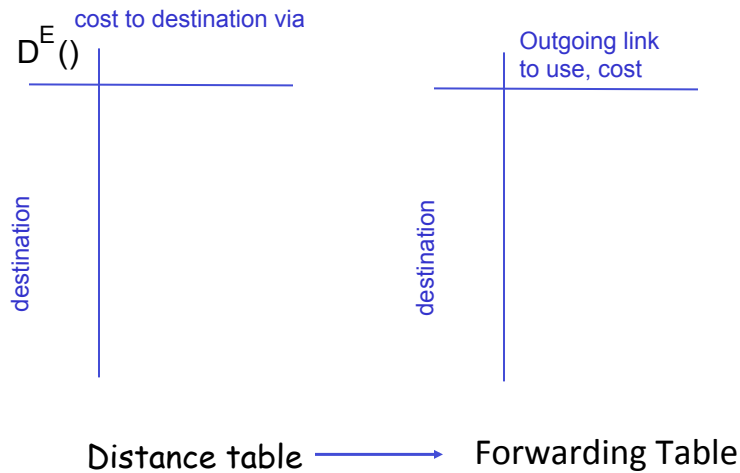 cost to destination via
D^E ()
destination
Outgoing link
to use, cost
destination
Distance table
Forwarding Table